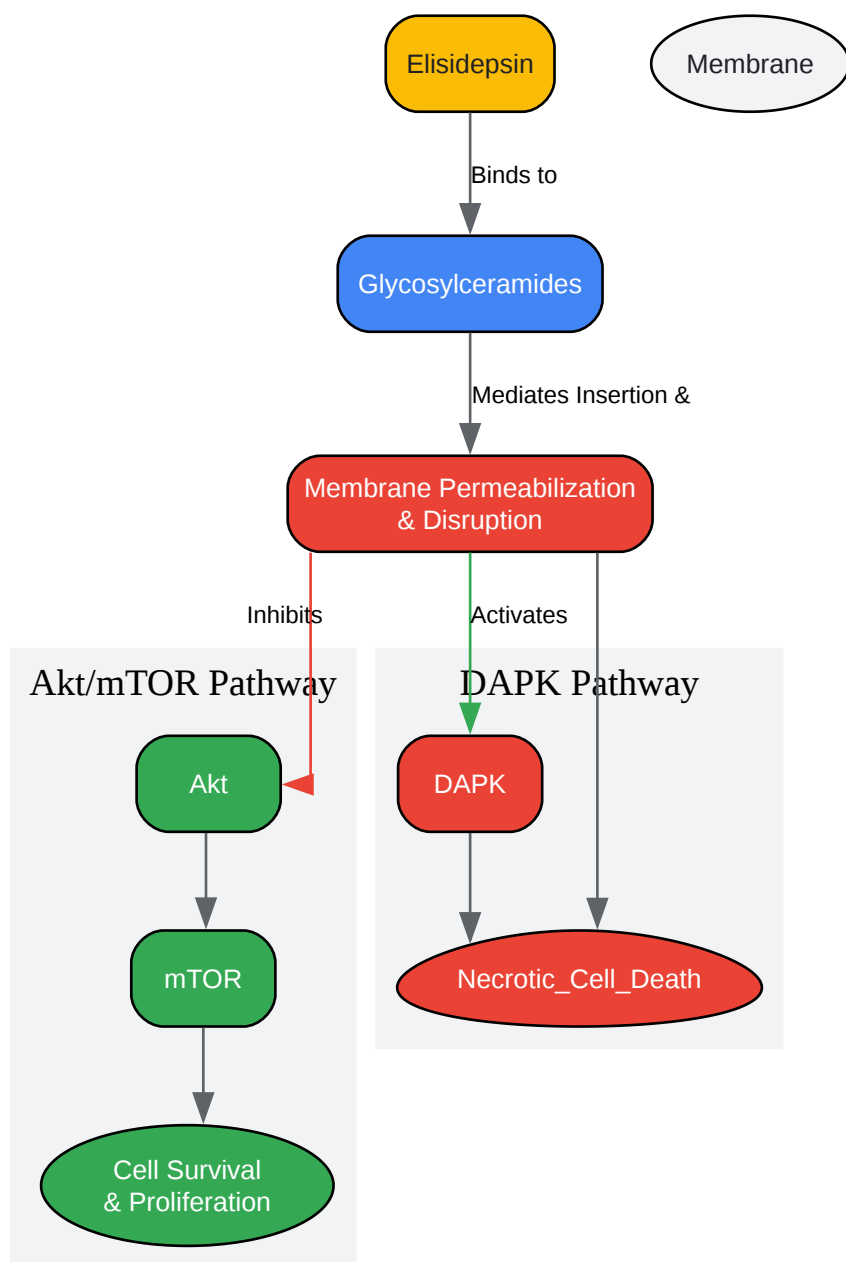 Elisidepsin
Membrane
Binds to
Glycosylceramides
Mediates Insertion &
Membrane Permeabilization
& Disruption
Inhibits
Activates
Akt/mTOR Pathway
DAPK Pathway
Akt
DAPK
mTOR
Necrotic_Cell_Death
Cell Survival
& Proliferation